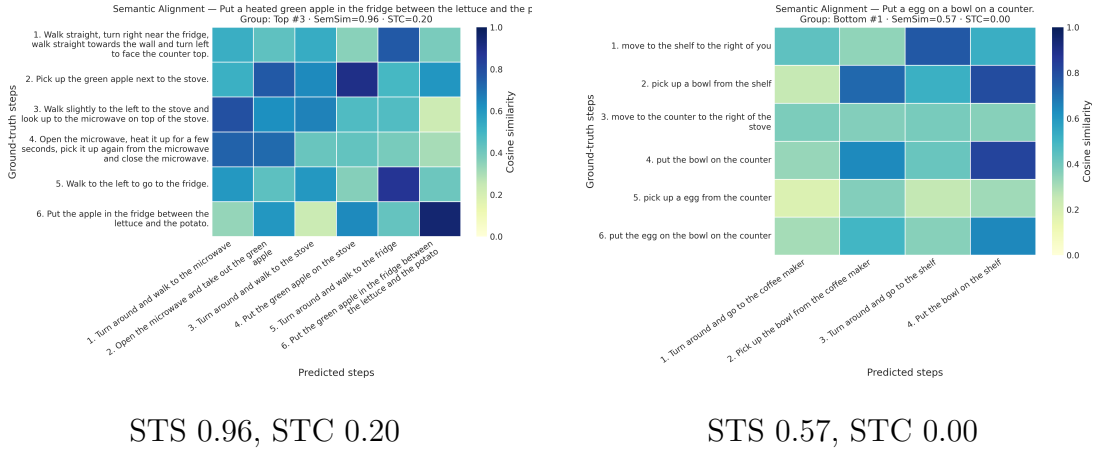 Semantic Alignment — Put a heated green apple in the fridge between the lettuce and the p
Group: Top #3 · SemSim=0.96 · STC=0.20
Ground-truth steps
1. Walk straight, turn right near the fridge,
walk straight towards the wall and turn left
to face the counter top.
2. Pick up the green apple next to the stove.
3. Walk slightly to the left to the stove and
look up to the microwave on top of the stove.
4. Open the microwave, heat it up for a few
seconds, pick it up again from the microwave
and close the microwave.
5. Walk to the left to go to the fridge.
6. Put the apple in the fridge between the
lettuce and the potato.
1. Turn around and walk to the microwave
2. Open the microwave and take out the green
apple
3. Turn around and walk to the stove
4. Put the green apple on the stove
5. Turn around and walk to the fridge
6. Put the green apple in the fridge between
the lettuce and the potato
Predicted steps
1.0
0.8
0.6
0.4
0.2
0.0
Cosine similarity
STS 0.96, STC 0.20
Semantic Alignment — Put a egg on a bowl on a counter.
Group: Bottom #1 · SemSim=0.57 · STC=0.00
Ground-truth steps
1. move to the shelf to the right of you
2. pick up a bowl from the shelf
3. move to the counter to the right of the
stove
4. put the bowl on the counter
5. pick up a egg from the counter
6. put the egg on the bowl on the counter
1. Turn around and go to the coffee maker
2. Pick up the bowl from the coffee maker
3. Turn around and go to the shelf
4. Put the bowl on the shelf
Predicted steps
1.0
0.8
0.6
0.4
0.2
0.0
Cosine similarity
STS 0.57, STC 0.00